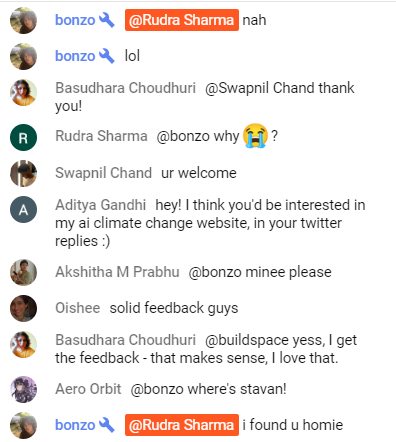 bonzo @Rudra Sharma nah
bonzo lol
Basudhara Choudhuri @Swapnil Chand thank
you!
R Rudra Sharma @bonzo why 😭?
Swapnil Chand ur welcome
A Aditya Gandhi hey! I think you'd be interested in
my ai climate change website, in your twitter
replies :)
Akshitha M Prabhu @bonzo minee please
Oishee solid feedback guys
Basudhara Choudhuri @buildspace yess, I get
the feedback - that makes sense, I love that.
Aero Orbit @bonzo where's stavan!
bonzo @Rudra Sharma i found u homie